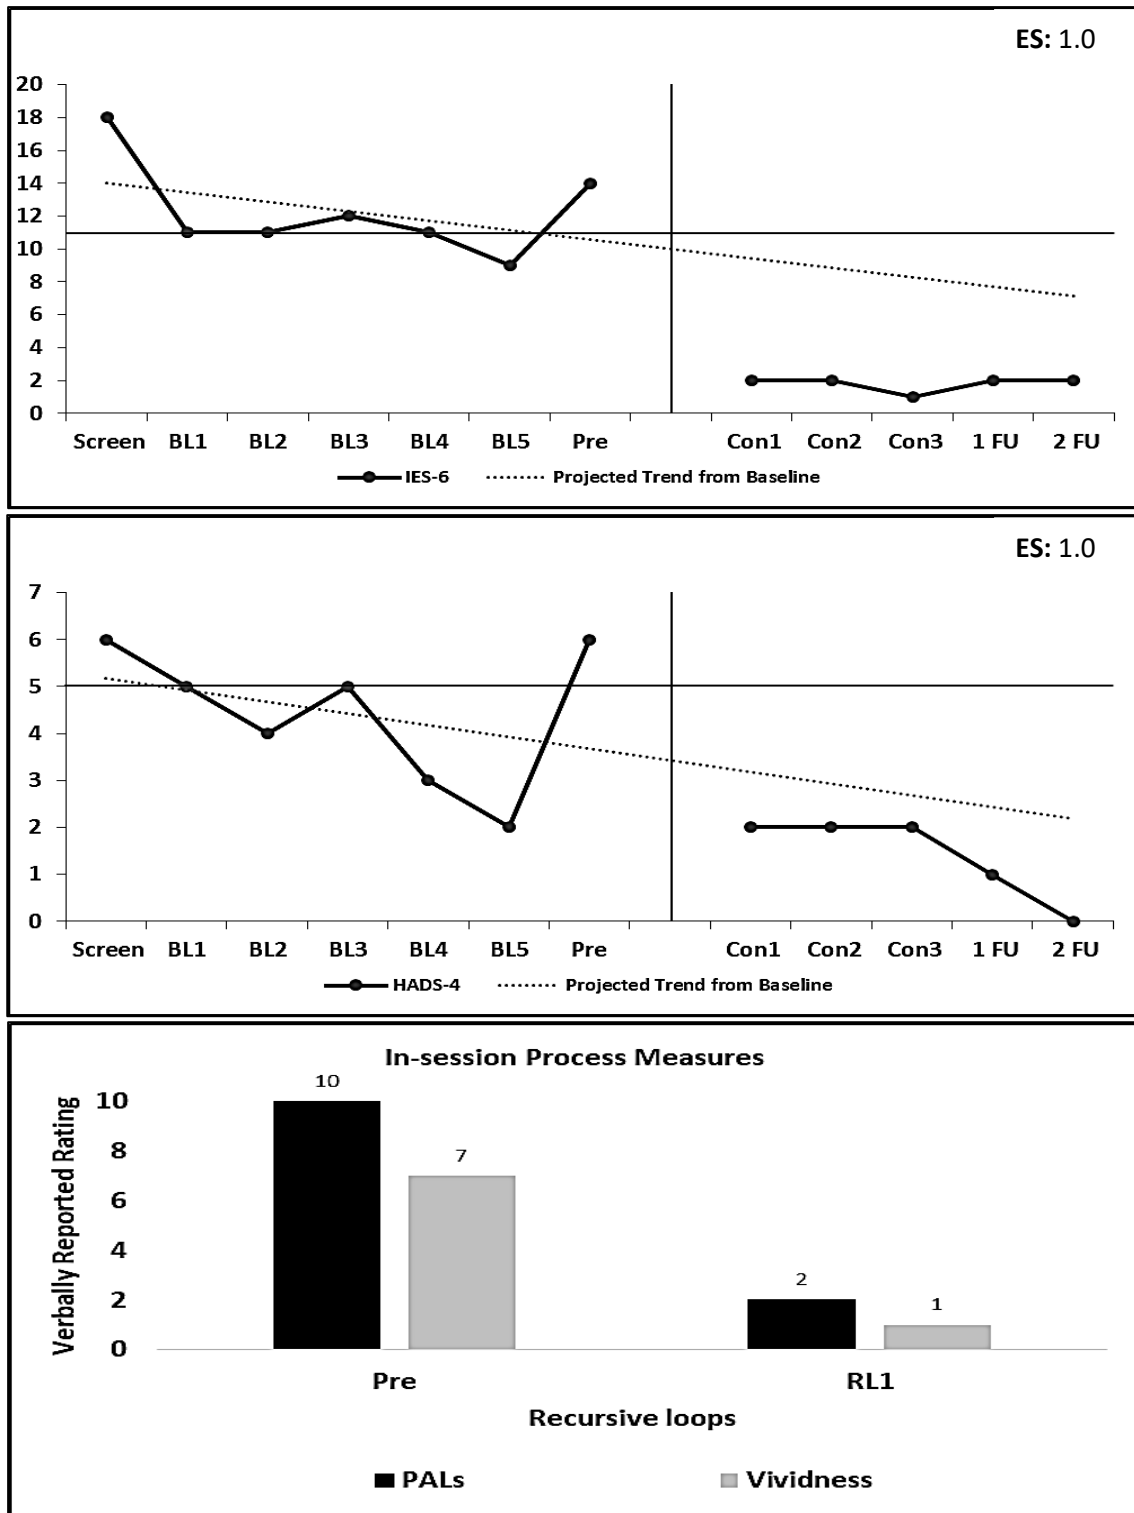 ES: 1.0
20
18
16
14
12
10
8
6
4
2
0
Screen BL1 BL2 BL3 BL4 BL5 Pre Con1 Con2 Con3 1 FU 2 FU
IES-6 Projected Trend from Baseline
ES: 1.0
7
6
5
4
3
2
1
0
Screen BL1 BL2 BL3 BL4 BL5 Pre Con1 Con2 Con3 1 FU 2 FU
HADS-4 Projected Trend from Baseline
In-session Process Measures
Verbally Reported Rating
10
8
6
4
2
0
10
7
2
1
Pre RL1
Recursive loops
PALs Vividness